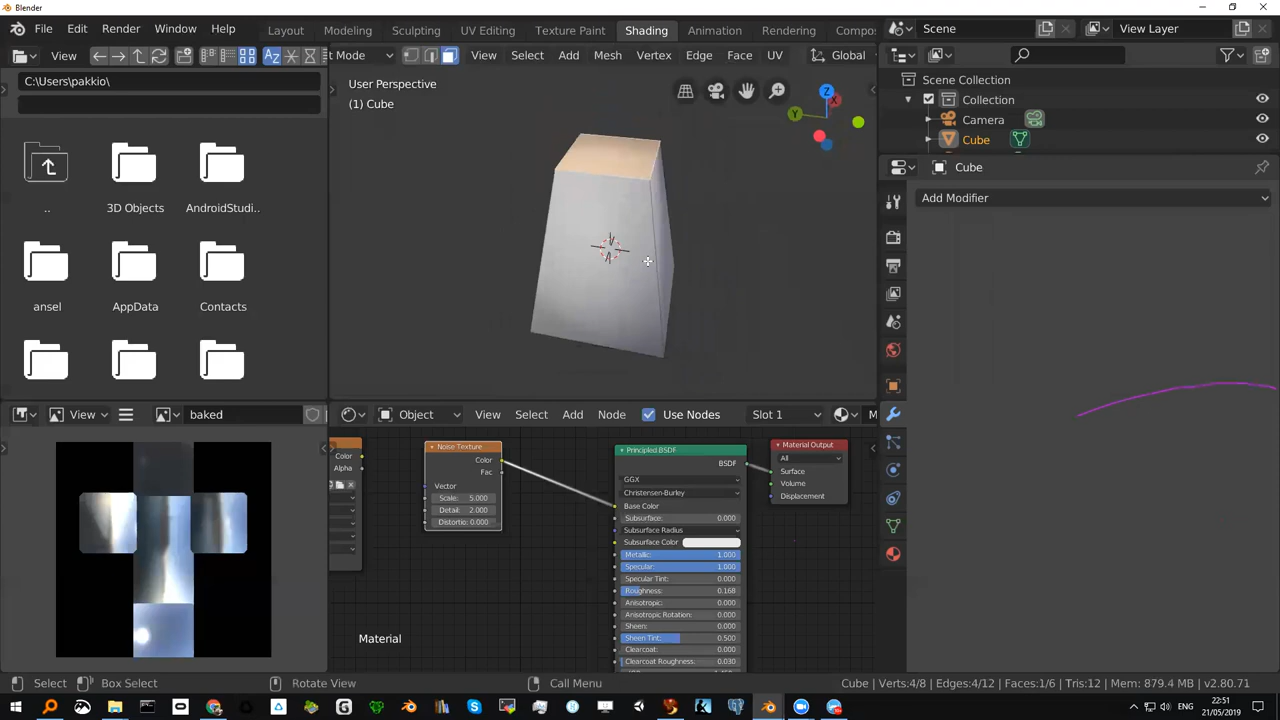 Blender
File Edit Render Window Help Layout Modeling Sculpting UV Editing Texture Paint Shading Animation Rendering Compos Scene View Layer
View t Mode View Select Add Mesh Vertex Edge Face UV Global
C:\Users\pakkio\
User Perspective
(1) Cube
Z
X
Y
Scene Collection
Collection
Camera
Cube
Cube
Add Modifier
..
3D Objects
AndroidStudi..
ansel
AppData
Contacts
View baked Object View Select Add Node Use Nodes Slot 1 M
Color
Alpha
Noise Texture
Color
Fac
Vector
Scale: 5.000
Detail: 2.000
Distortio: 0.000
Principled BSDF
BSDF
GGX
Christensen-Burley
Base Color
Subsurface: 0.000
Subsurface Radius
Subsurface Color
Metallic: 1.000
Specular: 1.000
Specular Tint: 0.000
Roughness: 0.168
Anisotropic: 0.000
Anisotropic Rotation: 0.000
Sheen: 0.000
Sheen Tint: 0.500
Clearcoat: 0.000
Clearcoat Roughness: 0.030
Material Output
All
Surface
Volume
Displacement
Material
Select Box Select Rotate View Call Menu Cube | Verts:4/8 | Edges:4/12 | Faces:1/6 | Tris:12 | Mem: 879.4 MB | v2.80.71
22:51
21/05/2019